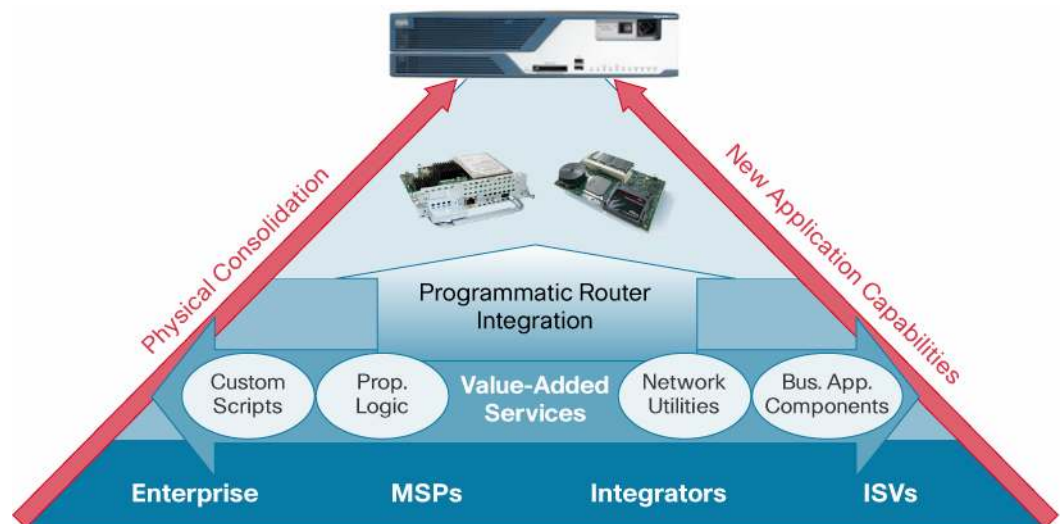 Physical Consolidation
New Application Capabilities
Programmatic Router
Integration
Custom
Scripts
Prop.
Logic
Value-Added
Services
Network
Utilities
Bus. App.
Components
Enterprise
MSPs
Integrators
ISVs